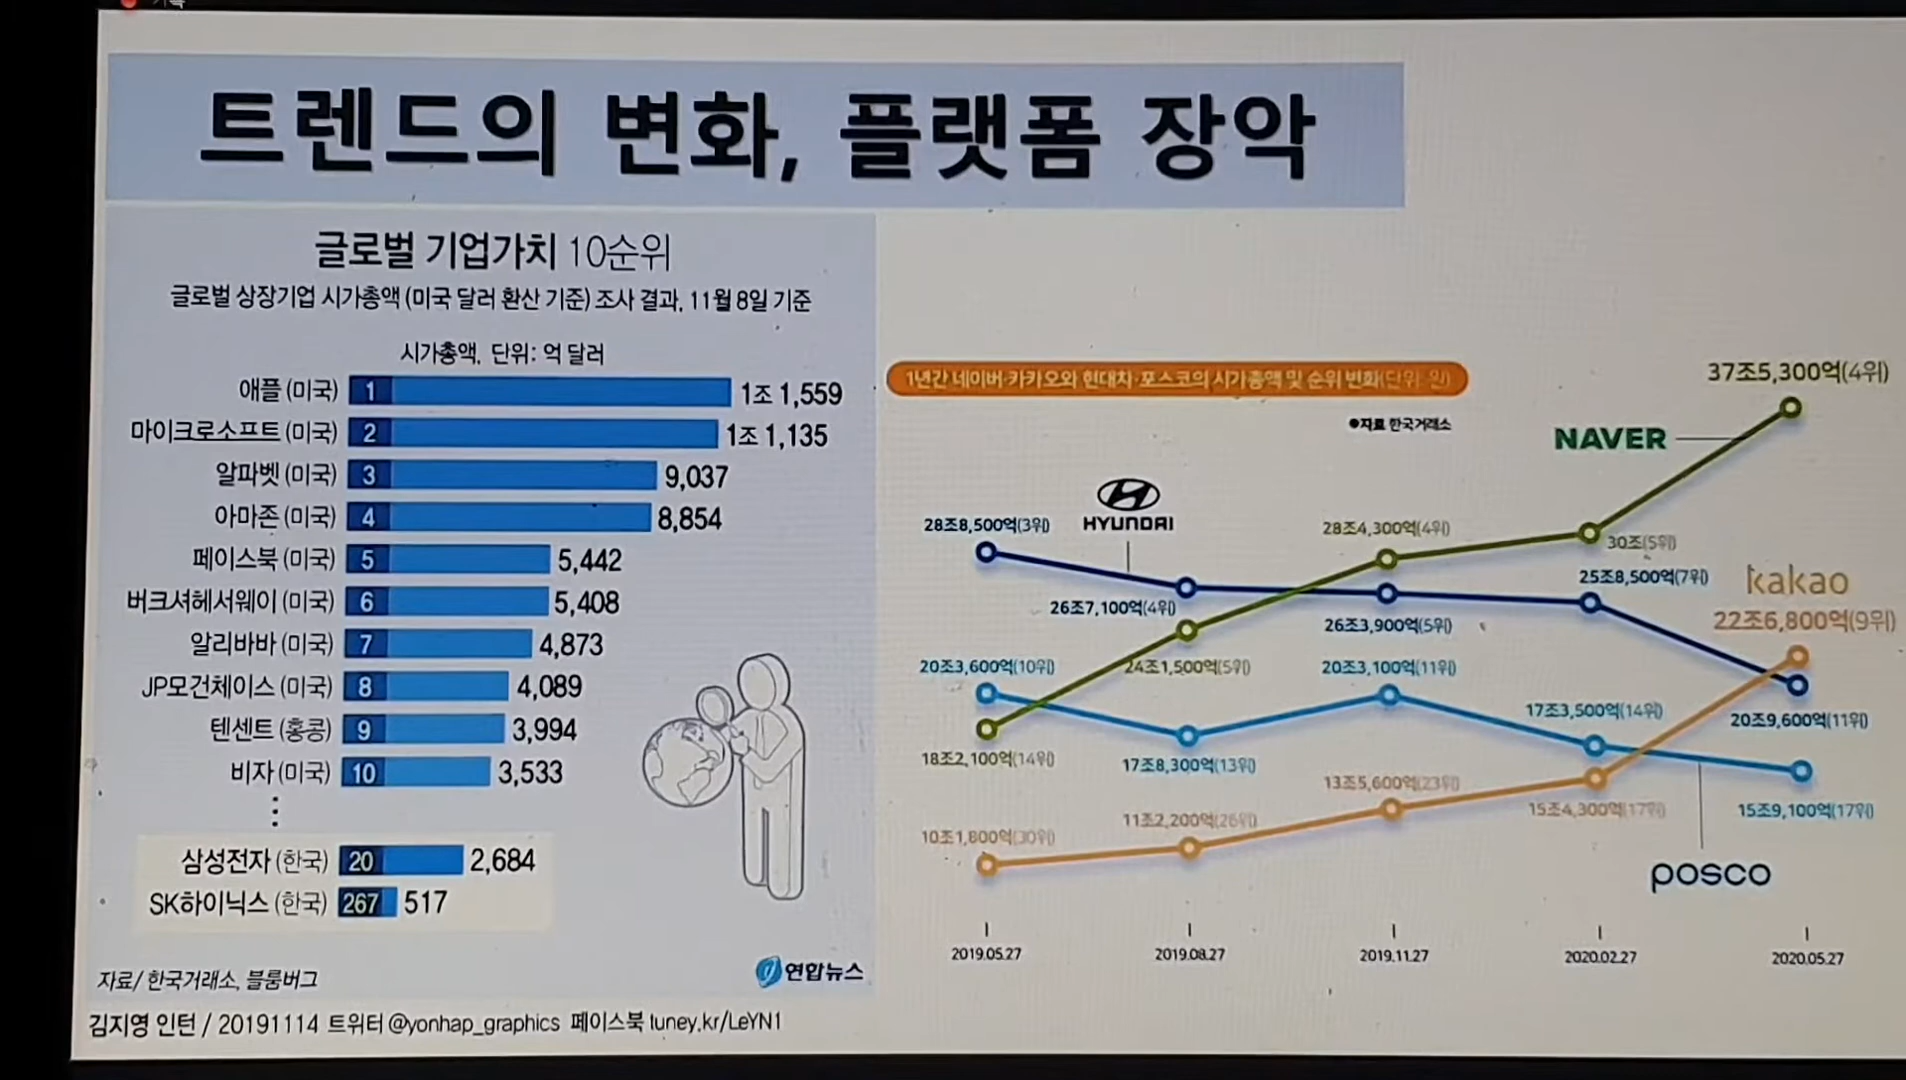 트렌드의 변화, 플랫폼 장악
글로벌 기업가치 10순위
글로벌 상장기업 시가총액 (미국 달러 환산 기준) 조사 결과, 11월 8일 기준
시가총액, 단위: 억 달러
애플 (미국) 1 1조 1,559
마이크로소프트 (미국) 2 1조 1,135
알파벳 (미국) 3 9,037
아마존 (미국) 4 8,854
페이스북 (미국) 5 5,442
버크셔헤서웨이 (미국) 6 5,408
알리바바 (미국) 7 4,873
JP모건체이스 (미국) 8 4,089
텐센트 (홍콩) 9 3,994
비자 (미국) 10 3,533
삼성전자 (한국) 20 2,684
SK하이닉스 (한국) 267 517
자료/ 한국거래소, 블룸버그
연합뉴스
김지영 인턴 / 20191114 트위터 @yonhap_graphics 페이스북 tuney.kr/LeYN1
1년간 네이버·카카오와 현대차·포스코의 시가총액 및 순위 변화(단위: 원)
●자료 한국거래소
37조5,300억(4위)
NAVER
HYUNDAI
28조8,500억(3위)
28조4,300억(4위)
30조(5위)
25조8,500억(7위)
kakao
26조7,100억(4위)
26조3,900억(5위)
22조6,800억(9위)
20조3,600억(10위)
24조1,500억(5위)
20조3,100억(11위)
17조3,500억(14위)
20조9,600억(11위)
18조2,100억(14위)
17조8,300억(13위)
13조5,600억(23위)
15조4,300억(17위)
15조9,100억(17위)
10조1,800억(30위)
11조2,200억(26위)
posco
2019.05.27
2019.08.27
2019.11.27
2020.02.27
2020.05.27